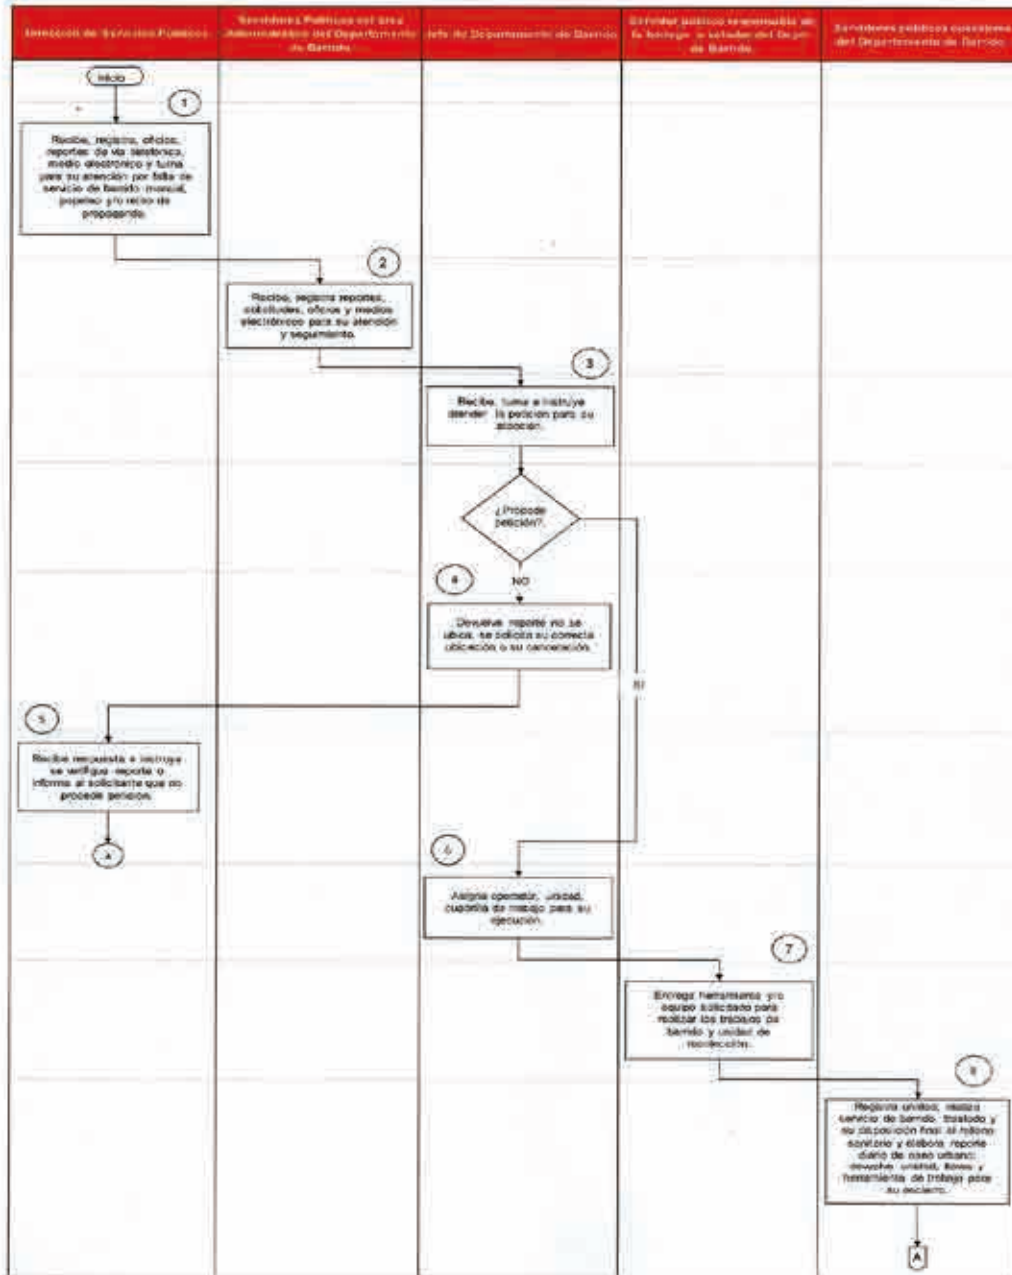 Dirección de Servicios Públicos
Servidores Públicos del área
Administrativa del Departamento
de Barrido
Jefe de Departamento de Barrido
Servidor público responsable de
la
del Depto.
de Barrido.
Servidores públicos operativos
del Departamento de Barrido
Inicio
1
Recibe, registra, oficios,
reportes de vía telefónica,
medio electrónico y turna
para su atención por falta de
servicio de barrido manual,
papeleo y/o retiro de
propaganda.
2
Recibe, registra reportes,
solicitudes, oficios y medios
electrónicos para su atención
y seguimiento.
3
Recibe, turna e instruye
atender la petición para su
atención.
¿Procede
petición?.
NO
SI
4
Devuelve reporte no se
ubica, se solicita su correcta
ubicación o su cancelación.
5
Recibe respuesta e instruye
se verifique reporte o
informa al solicitante que no
procede petición.
A
6
Asigna operador, unidad,
cuadrilla de trabajo para su
ejecución.
7
Entrega herramienta y/o
equipo solicitado para
realizar los trabajos de
barrido y unidad de
recolección.
8
Registra unidad, realiza
servicio de barrido, traslado y
su disposición final al relleno
sanitario y elabora reporte
diario de aseo urbano;
devuelve unidad, llaves y
herramienta de trabajo para
su encierro.
A